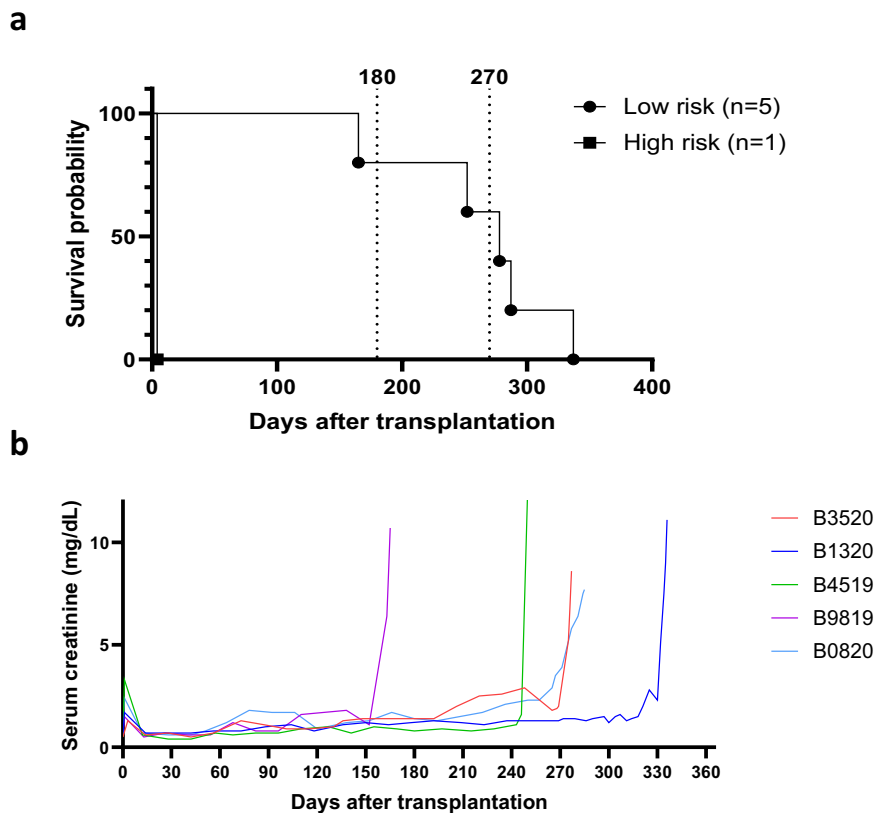 a
180
270
Low risk (n=5)
High risk (n=1)
Survival probability
100
50
0
0
100
200
300
400
Days after transplantation
b
Serum creatinine (mg/dL)
10
5
0
0
30
60
90
120
150
180
210
240
270
300
330
360
Days after transplantation
B3520
B1320
B4519
B9819
B0820